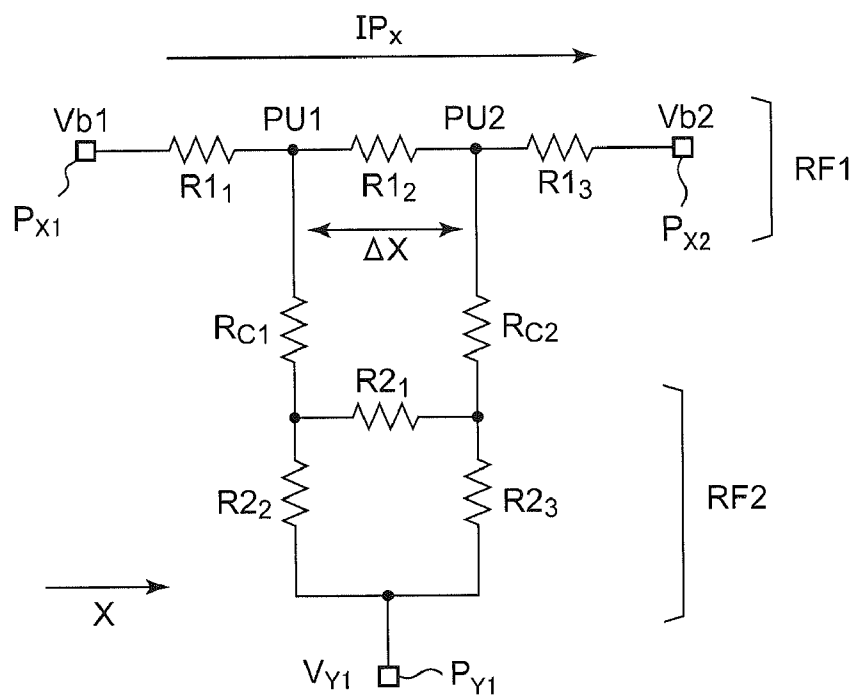 IPx
Vb1 PU1 PU2 Vb2
R1₁ R1₂ R1₃ RF1
PX1 PX2
ΔX
RC1 RC2
R2₁
R2₂ R2₃ RF2
X
VY1 PY1